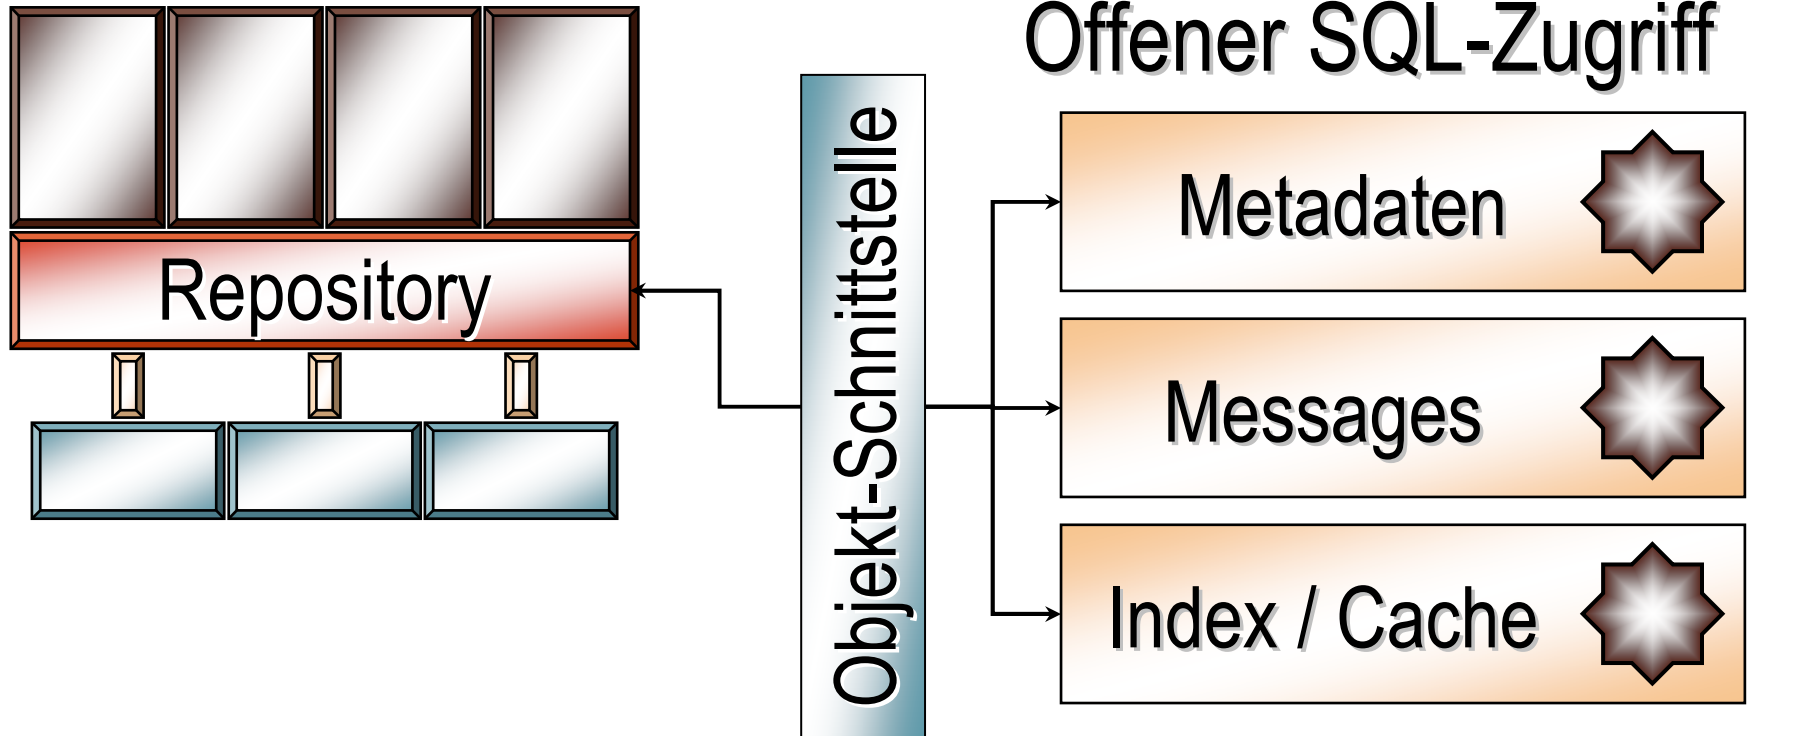 Offener SQL-Zugriff
Repository
Objekt-Schnittstelle
Metadaten
Messages
Index / Cache